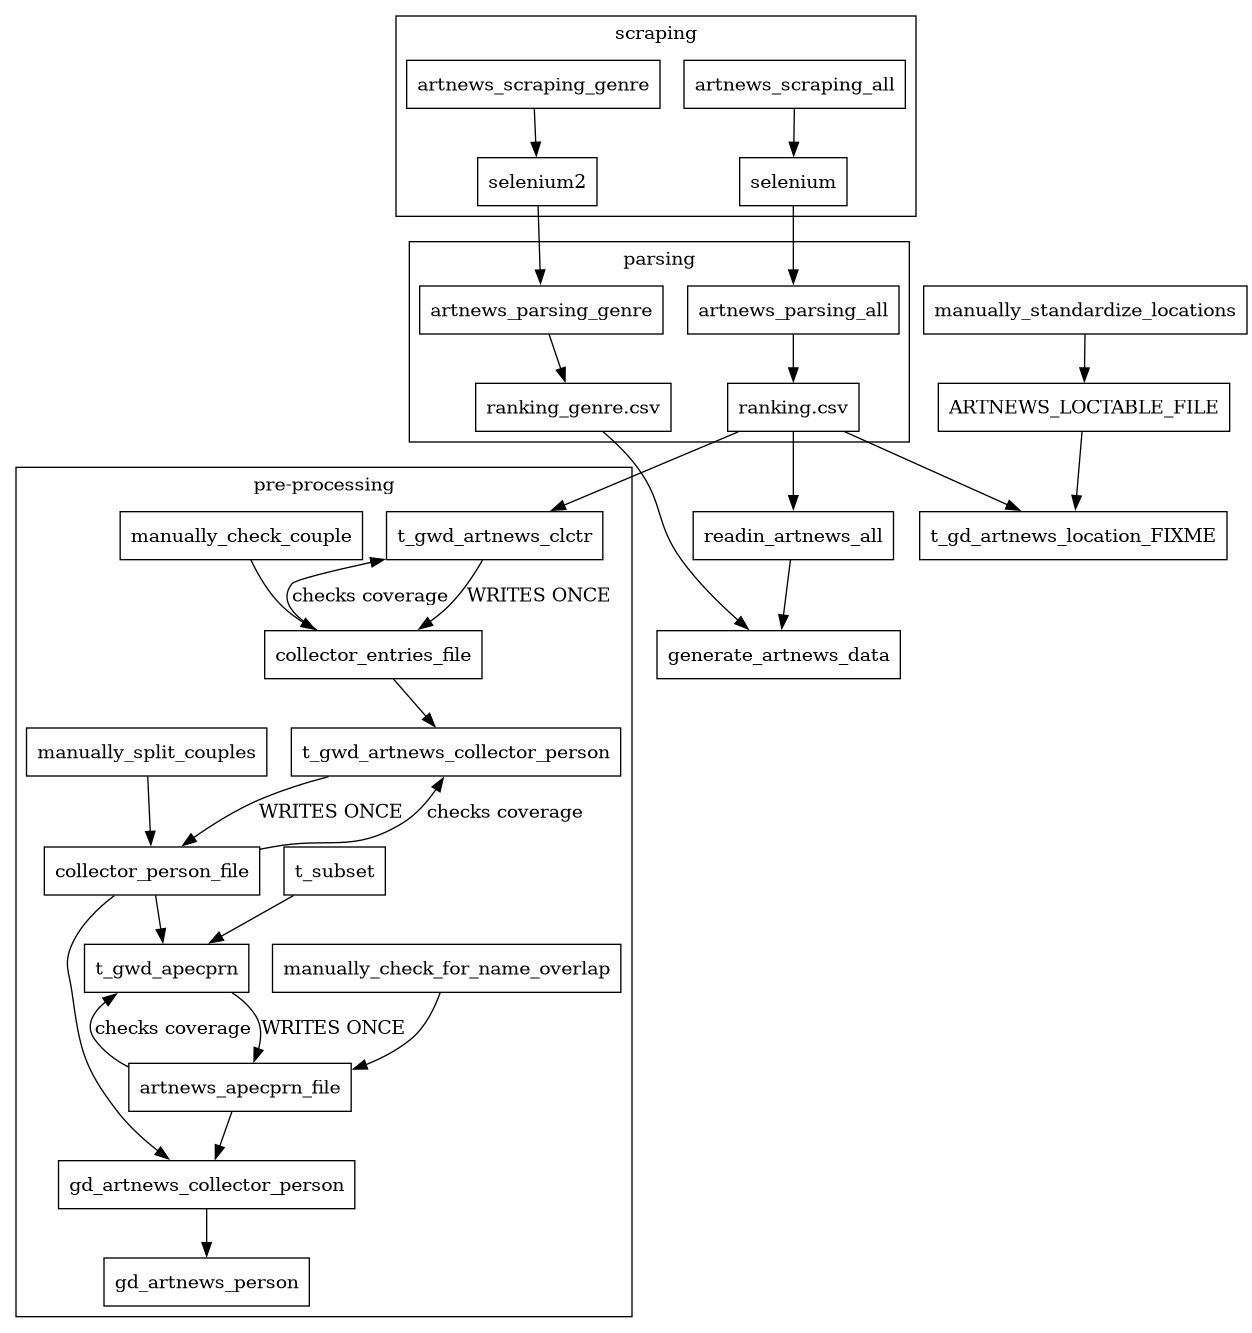 scraping
artnews_scraping_genre
artnews_scraping_all
selenium2
selenium
parsing
artnews_parsing_genre
artnews_parsing_all
manually_standardize_locations
ranking_genre.csv
ranking.csv
ARTNEWS_LOCTABLE_FILE
pre-processing
manually_check_couple
t_gwd_artnews_clctr
readin_artnews_all
t_gd_artnews_location_FIXME
checks coverage
WRITES ONCE
collector_entries_file
generate_artnews_data
manually_split_couples
t_gwd_artnews_collector_person
WRITES ONCE
checks coverage
collector_person_file
t_subset
t_gwd_apecprn
manually_check_for_name_overlap
checks coverage
WRITES ONCE
artnews_apecprn_file
gd_artnews_collector_person
gd_artnews_person